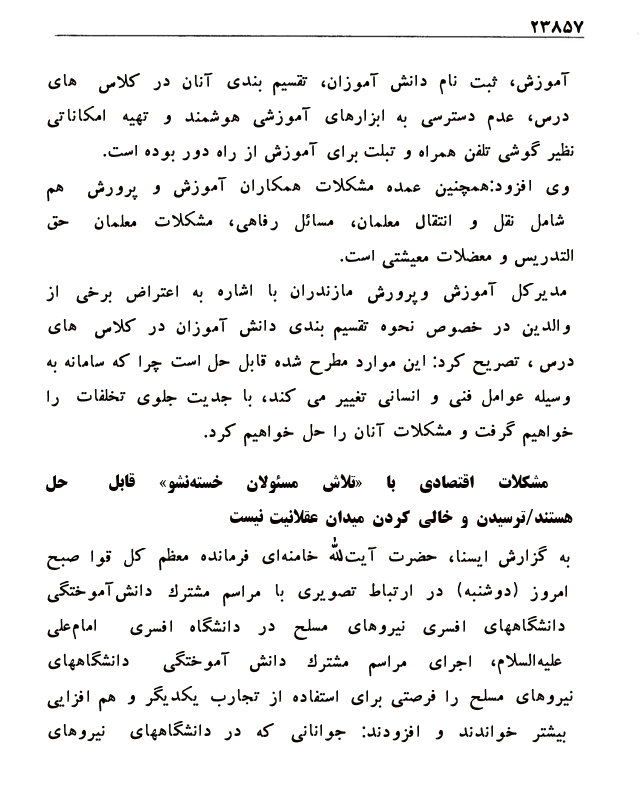 ۲۳۸۵۷
آموزش، ثبت نام دانش آموزان، تقسیم بندی آنان در کلاس های
درس، عدم دسترسی به ابزارهای آموزشی هوشمند و تهیه امکاناتی
نظیر گوشی تلفن همراه و تبلت برای آموزش از راه دور بوده است.
وی افزود:همچنین عمده مشکلات همکاران آموزش و پرورش هم
شامل نقل و انتقال معلمان، مسائل رفاهی، مشکلات معلمان حق
التدریس و معضلات معیشتی است.
مدیرکل آموزش وپرورش مازندران با اشاره به اعتراض برخی از
والدین در خصوص نحوه تقسیم بندی دانش آموزان در کلاس های
درس ، تصریح کرد: این موارد مطرح شده قابل حل است چرا که سامانه به
وسیله عوامل فنی و انسانی تغییر می کند، با جدیت جلوی تخلفات را
خواهیم گرفت و مشکلات آنان را حل خواهیم کرد.
مشکلات اقتصادی با «تلاش مسئولان خسته‌نشو» قابل حل
هستند/ترسیدن و خالی کردن میدان عقلانیت نیست
به گزارش ایسنا، حضرت آیت‌الله خامنه‌ای فرمانده معظم کل قوا صبح
امروز (دوشنبه) در ارتباط تصویری با مراسم مشترك دانش‌آموختگی
دانشگاههای افسری نیروهای مسلح در دانشگاه افسری امام‌علی
علیه‌السلام، اجرای مراسم مشترك دانش آموختگی دانشگاههای
نیروهای مسلح را فرصتی برای استفاده از تجارب یکدیگر و هم افزایی
بیشتر خواندند و افزودند: جوانانی که در دانشگاههای نیروهای